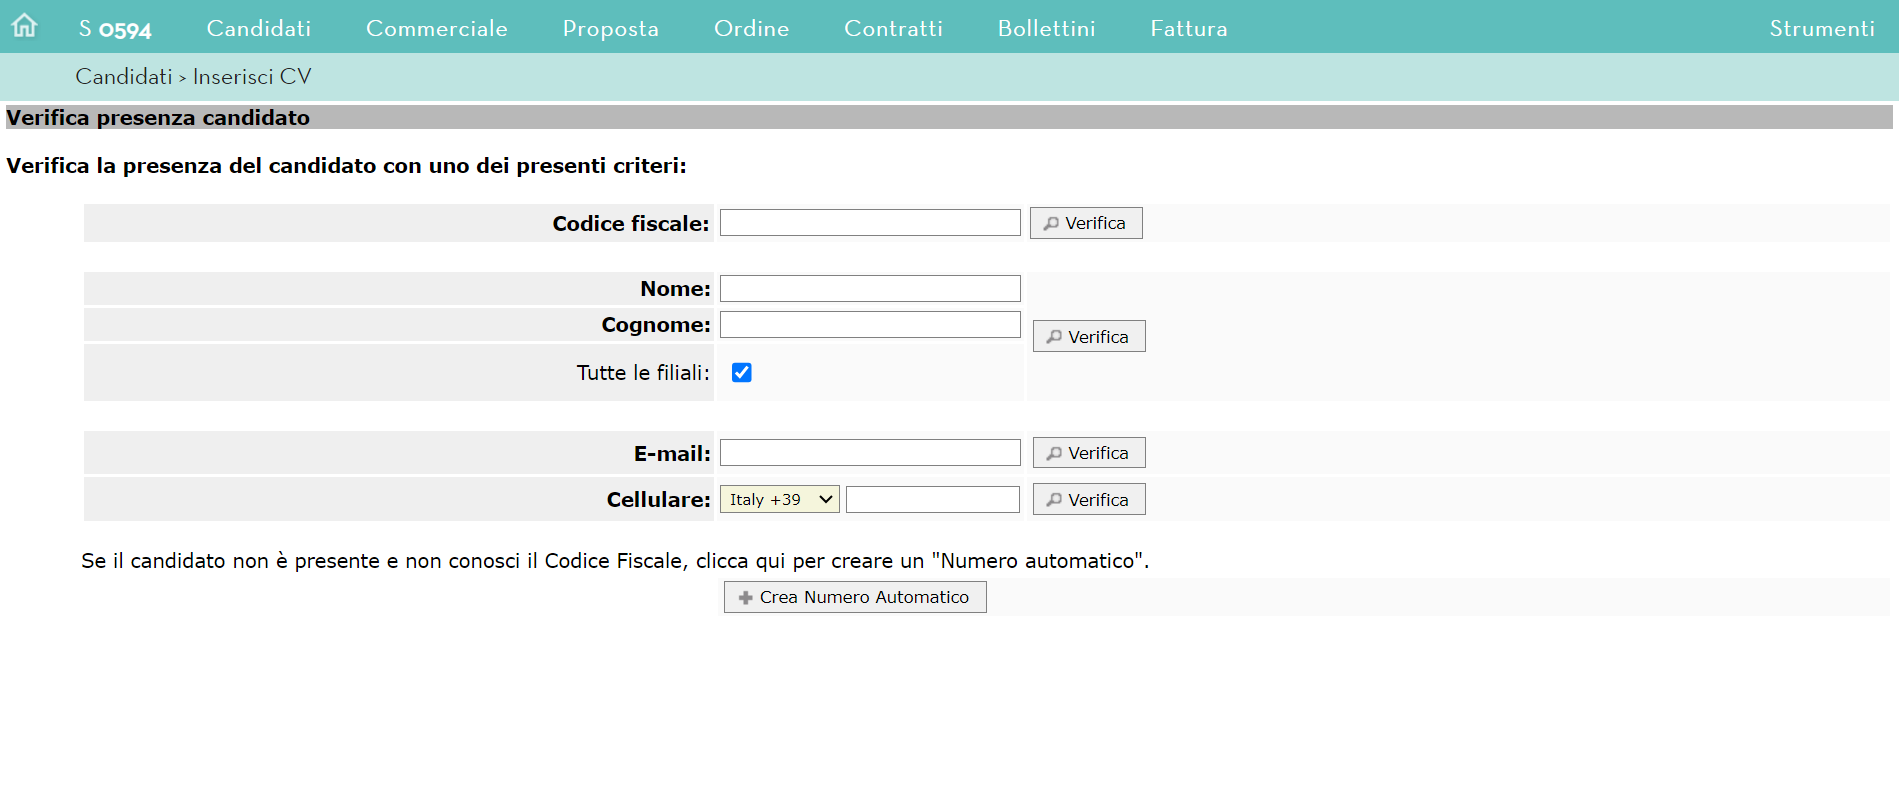 S 0594 Candidati Commerciale Proposta Ordine Contratti Bollettini Fattura Strumenti
Candidati > Inserisci CV
Verifica presenza candidato
Verifica la presenza del candidato con uno dei presenti criteri:
Codice fiscale: Verifica
Nome:
Cognome:
Verifica
Tutte le filiali:
E-mail: Verifica
Cellulare: Italy +39 Verifica
Se il candidato non è presente e non conosci il Codice Fiscale, clicca qui per creare un "Numero automatico".
Crea Numero Automatico